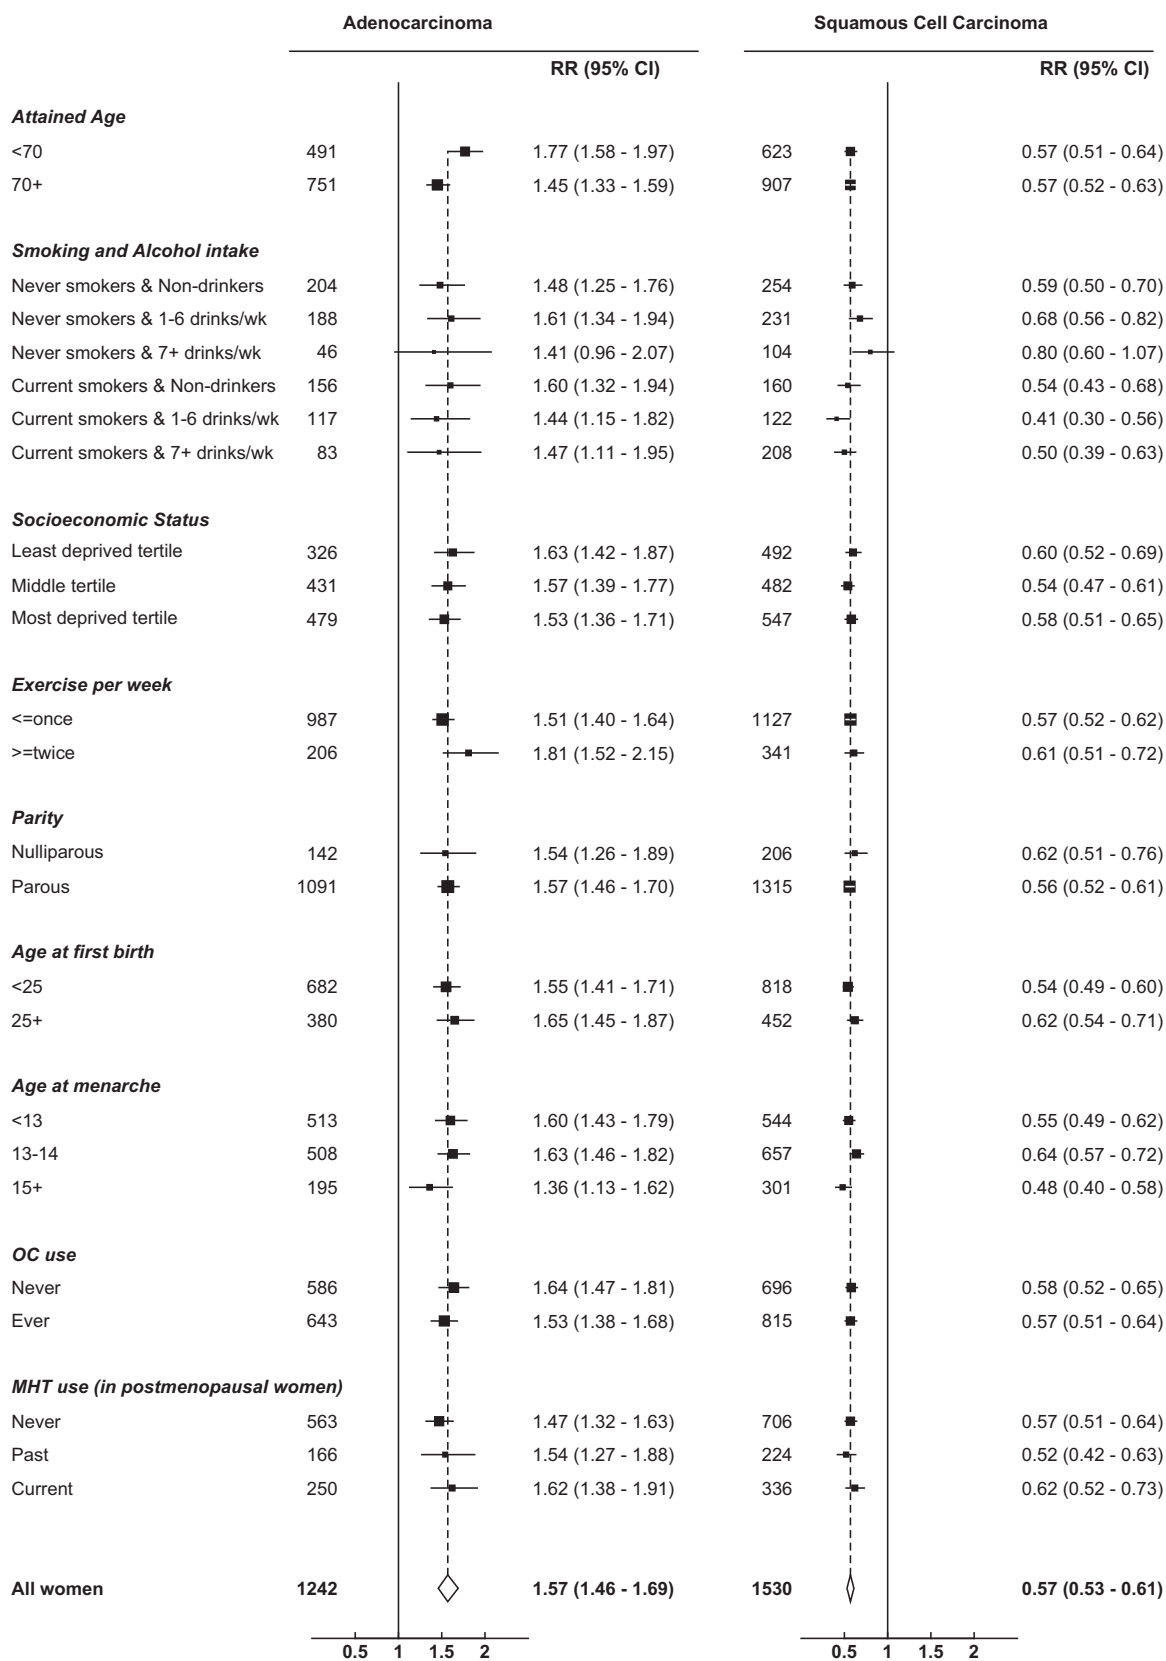 Adenocarcinoma Squamous Cell Carcinoma
RR (95% CI) RR (95% CI)
Attained Age
<70 491 1.77 (1.58 - 1.97) 623 0.57 (0.51 - 0.64)
70+ 751 1.45 (1.33 - 1.59) 907 0.57 (0.52 - 0.63)
Smoking and Alcohol intake
Never smokers & Non-drinkers 204 1.48 (1.25 - 1.76) 254 0.59 (0.50 - 0.70)
Never smokers & 1-6 drinks/wk 188 1.61 (1.34 - 1.94) 231 0.68 (0.56 - 0.82)
Never smokers & 7+ drinks/wk 46 1.41 (0.96 - 2.07) 104 0.80 (0.60 - 1.07)
Current smokers & Non-drinkers 156 1.60 (1.32 - 1.94) 160 0.54 (0.43 - 0.68)
Current smokers & 1-6 drinks/wk 117 1.44 (1.15 - 1.82) 122 0.41 (0.30 - 0.56)
Current smokers & 7+ drinks/wk 83 1.47 (1.11 - 1.95) 208 0.50 (0.39 - 0.63)
Socioeconomic Status
Least deprived tertile 326 1.63 (1.42 - 1.87) 492 0.60 (0.52 - 0.69)
Middle tertile 431 1.57 (1.39 - 1.77) 482 0.54 (0.47 - 0.61)
Most deprived tertile 479 1.53 (1.36 - 1.71) 547 0.58 (0.51 - 0.65)
Exercise per week
<=once 987 1.51 (1.40 - 1.64) 1127 0.57 (0.52 - 0.62)
>=twice 206 1.81 (1.52 - 2.15) 341 0.61 (0.51 - 0.72)
Parity
Nulliparous 142 1.54 (1.26 - 1.89) 206 0.62 (0.51 - 0.76)
Parous 1091 1.57 (1.46 - 1.70) 1315 0.56 (0.52 - 0.61)
Age at first birth
<25 682 1.55 (1.41 - 1.71) 818 0.54 (0.49 - 0.60)
25+ 380 1.65 (1.45 - 1.87) 452 0.62 (0.54 - 0.71)
Age at menarche
<13 513 1.60 (1.43 - 1.79) 544 0.55 (0.49 - 0.62)
13-14 508 1.63 (1.46 - 1.82) 657 0.64 (0.57 - 0.72)
15+ 195 1.36 (1.13 - 1.62) 301 0.48 (0.40 - 0.58)
OC use
Never 586 1.64 (1.47 - 1.81) 696 0.58 (0.52 - 0.65)
Ever 643 1.53 (1.38 - 1.68) 815 0.57 (0.51 - 0.64)
MHT use (in postmenopausal women)
Never 563 1.47 (1.32 - 1.63) 706 0.57 (0.51 - 0.64)
Past 166 1.54 (1.27 - 1.88) 224 0.52 (0.42 - 0.63)
Current 250 1.62 (1.38 - 1.91) 336 0.62 (0.52 - 0.73)
All women 1242 1.57 (1.46 - 1.69) 1530 0.57 (0.53 - 0.61)
0.5 1 1.5 2 0.5 1 1.5 2